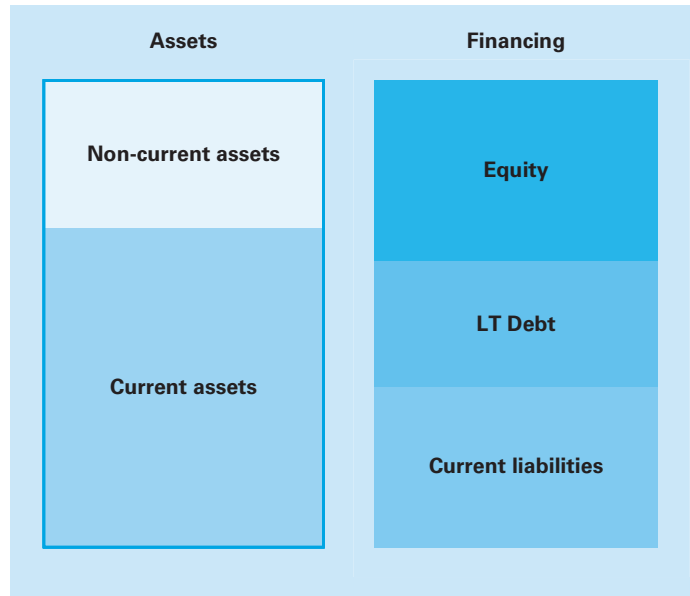 Assets
Financing
Non-current assets
Equity
LT Debt
Current assets
Current liabilities